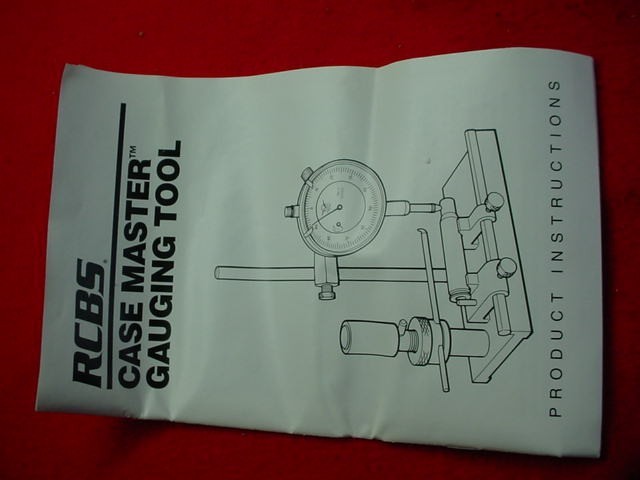 RCBS®
CASE MASTER™
GAUGING TOOL
PRODUCT INSTRUCTIONS